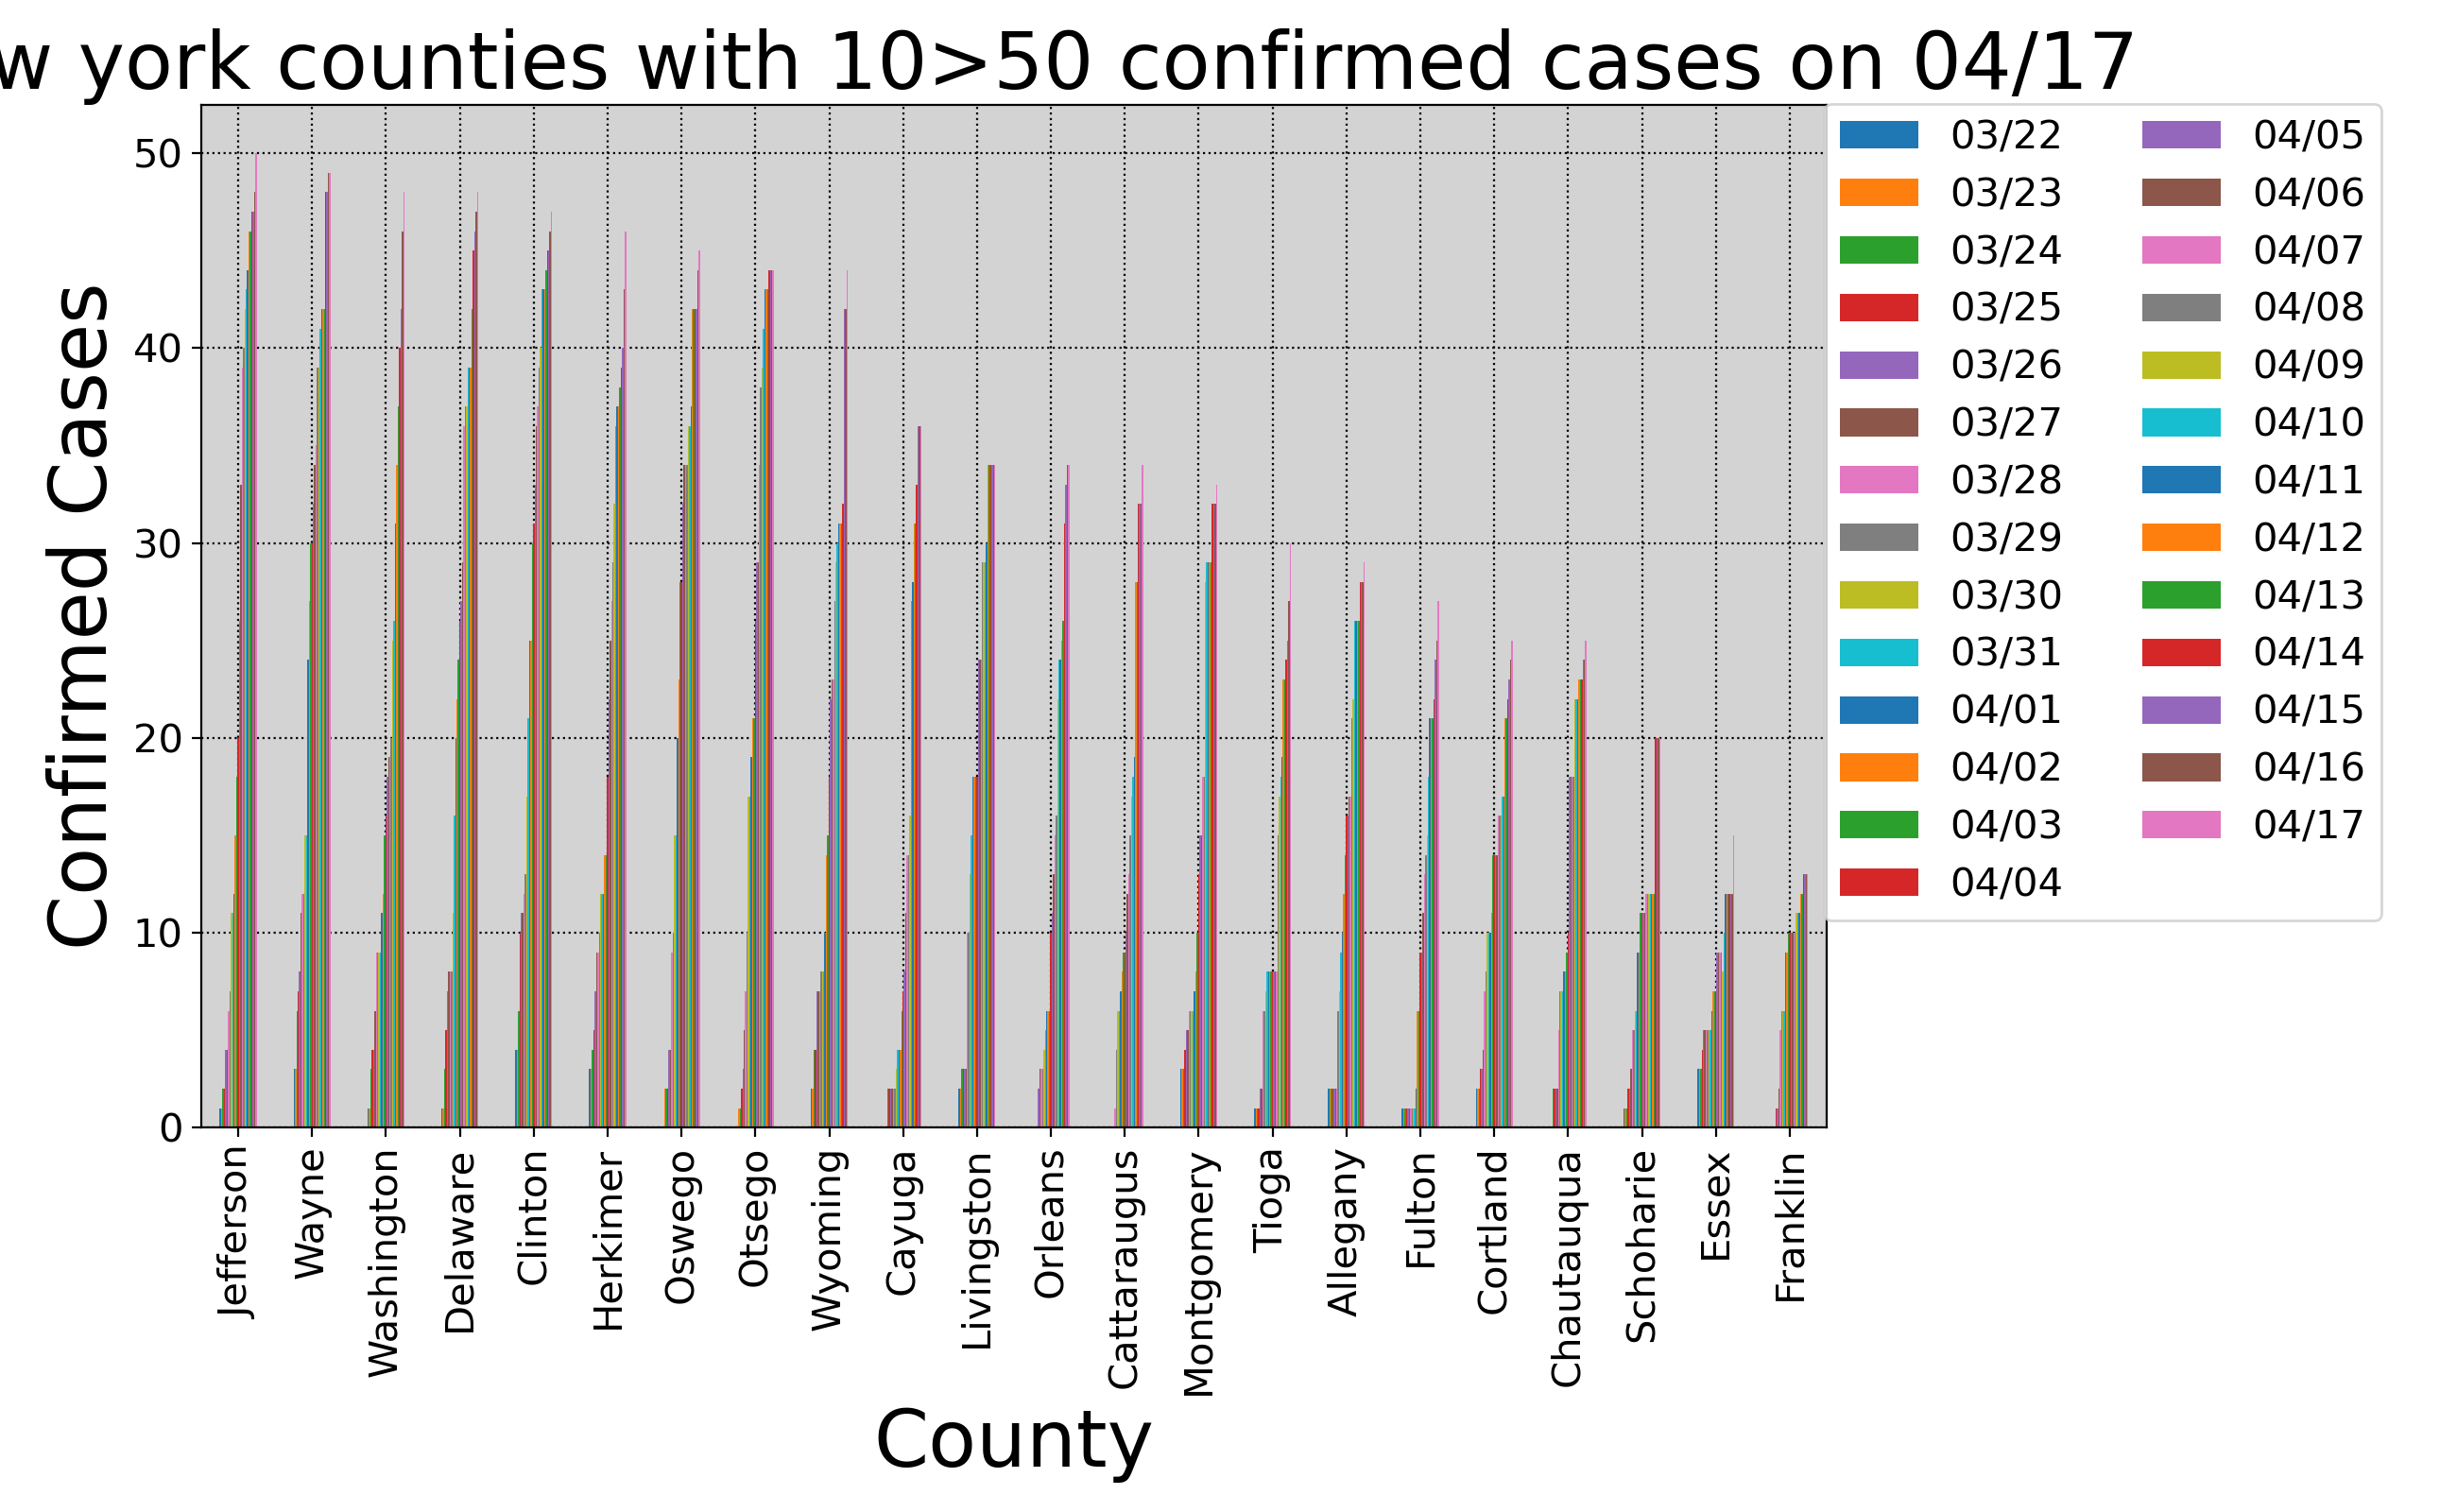 w york counties with 10>50 confirmed cases on 04/17
Confirmed Cases
50
40
30
20
10
0
Jefferson
Wayne
Washington
Delaware
Clinton
Herkimer
Oswego
Otsego
Wyoming
Cayuga
Livingston
Orleans
Cattaraugus
Montgomery
Tioga
Allegany
Fulton
Cortland
Chautauqua
Schoharie
Essex
Franklin
County
03/22
03/23
03/24
03/25
03/26
03/27
03/28
03/29
03/30
03/31
04/01
04/02
04/03
04/04
04/05
04/06
04/07
04/08
04/09
04/10
04/11
04/12
04/13
04/14
04/15
04/16
04/17